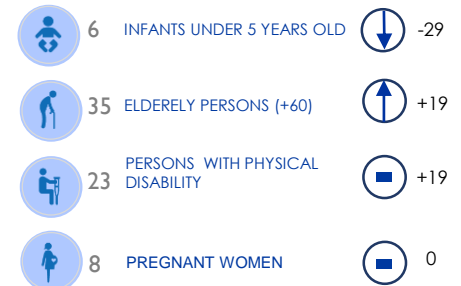 6 INFANTS UNDER 5 YEARS OLD -29
35 ELDERELY PERSONS (+60) +19
23 PERSONS WITH PHYSICAL
DISABILITY +19
8 PREGNANT WOMEN 0